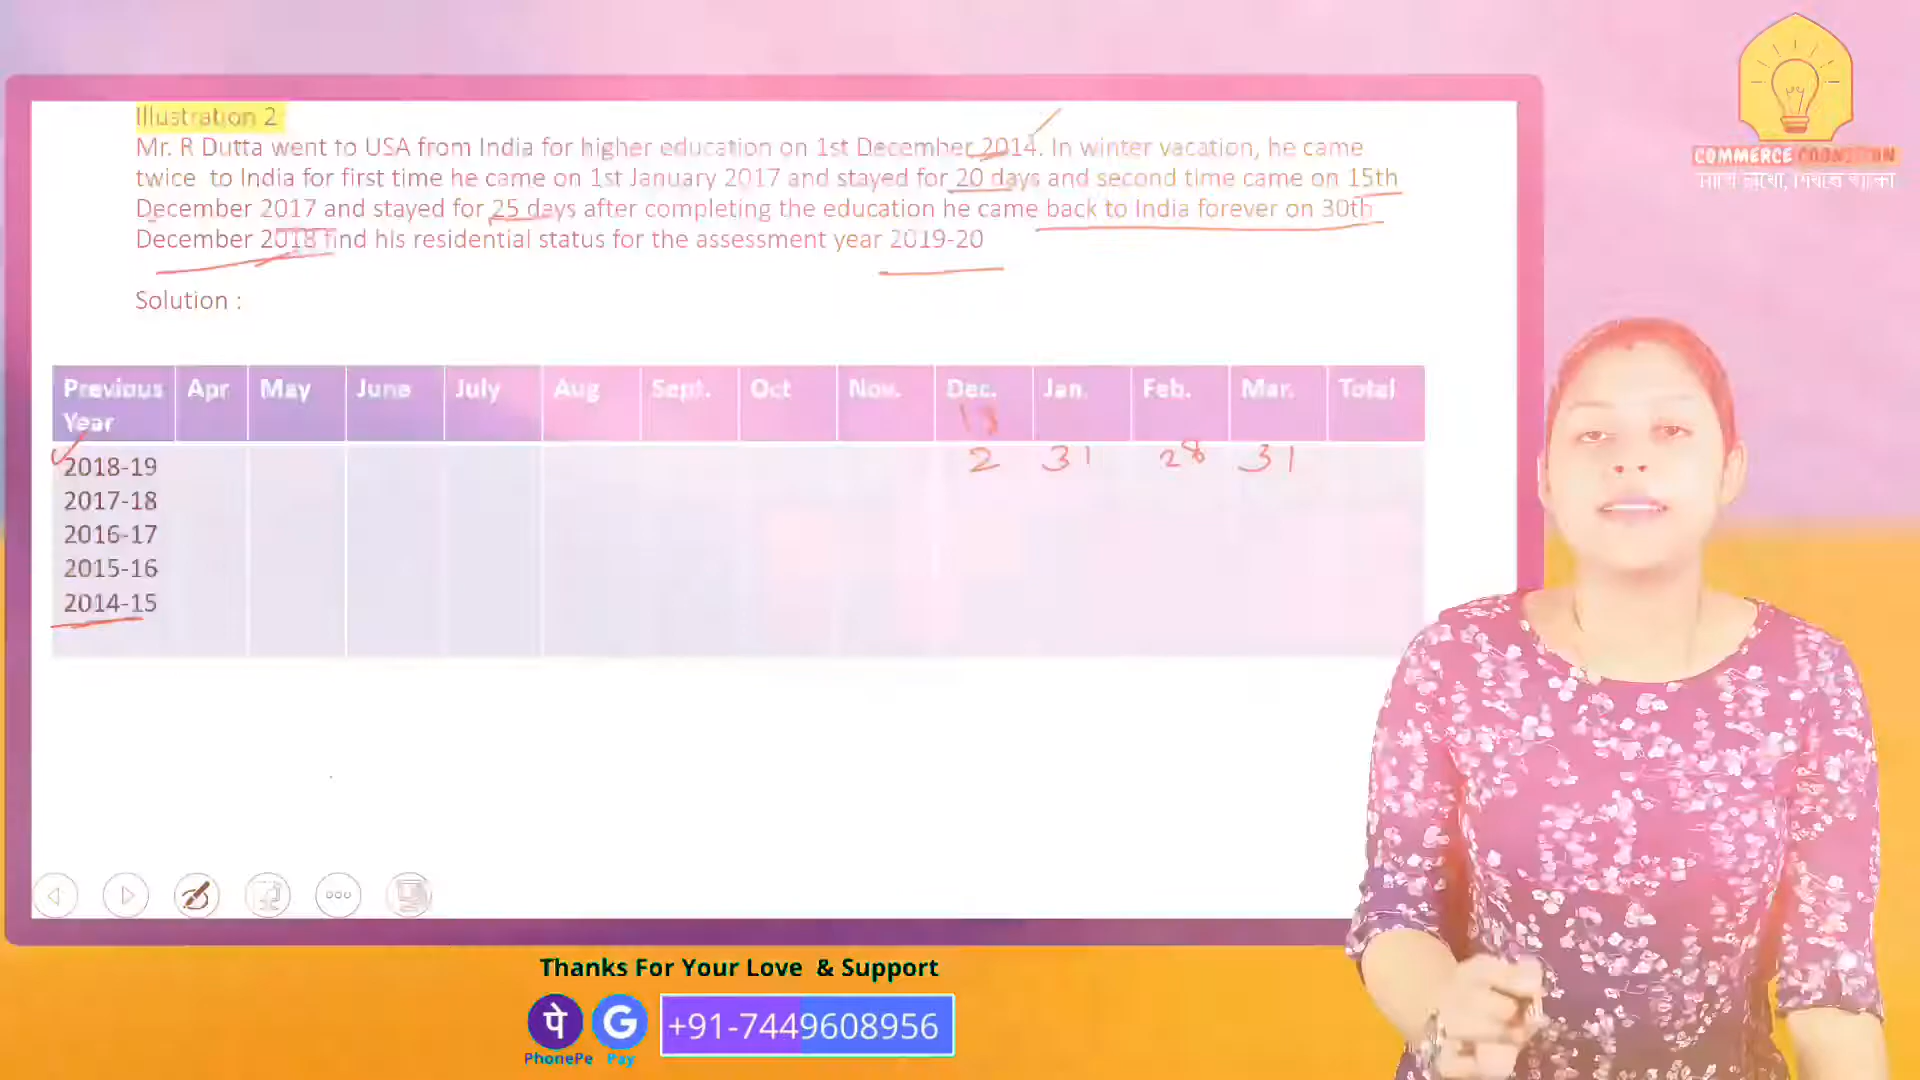 COMMERCE COGNITION
Illustration 2
Mr. R Dutta went to USA from India for higher education on 1st December 2014. In winter vacation, he came
twice to India for first time he came on 1st January 2017 and stayed for 20 days and second time came on 15th
December 2017 and stayed for 25 days after completing the education he came back to India forever on 30th
December 2018 find his residential status for the assessment year 2019-20
Solution :
Previous Year Apr May June July Aug Sept. Oct Nov. Dec. Jan. Feb. Mar. Total
18
2018-19 2 31 28 31
2017-18
2016-17
2015-16
2014-15
Thanks For Your Love & Support
पे G +91-7449608956
PhonePe Pay